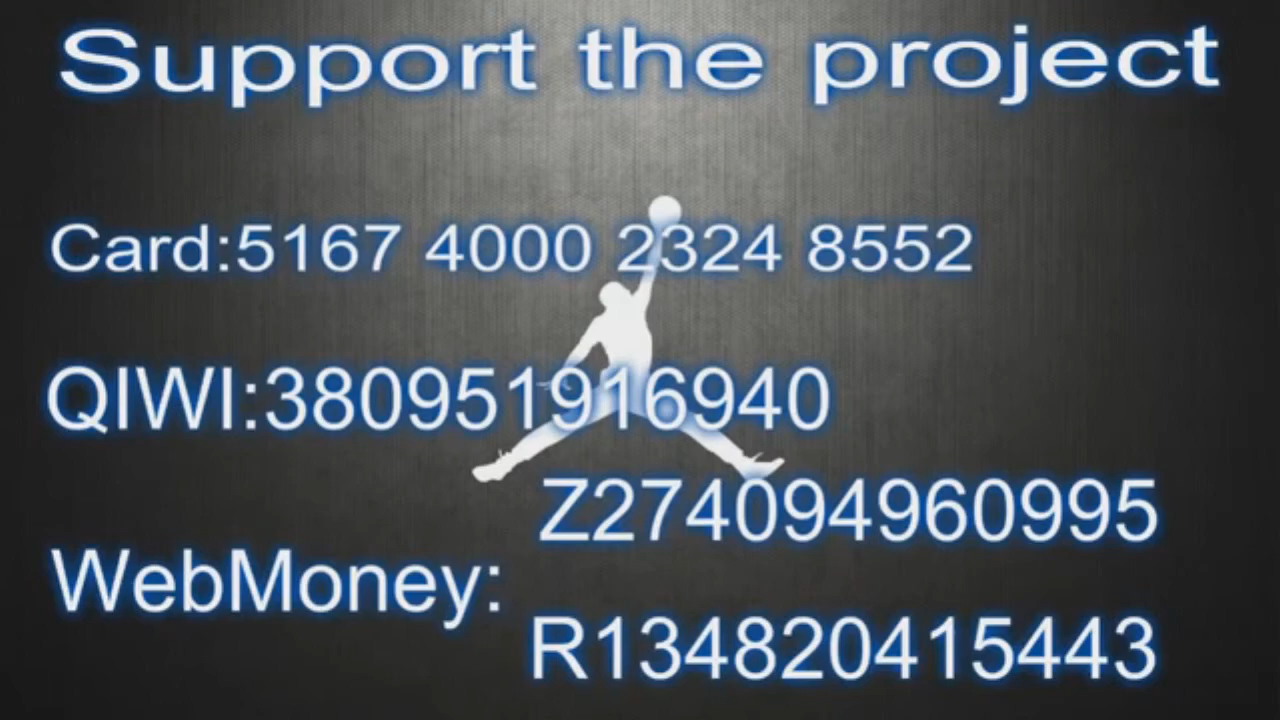 Support the project
Card:5167 4000 2324 8552
QIWI:380951916940
Z274094960995
WebMoney:
R134820415443